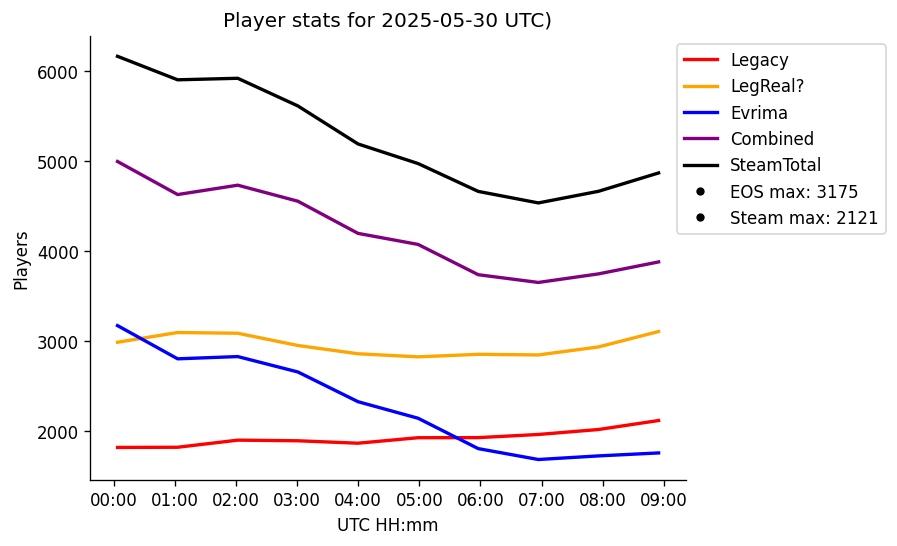 Player stats for 2025-05-30 UTC)
Legacy
LegReal?
Evrima
Combined
SteamTotal
EOS max: 3175
Steam max: 2121
6000
5000
4000
3000
2000
Players
00:00 01:00 02:00 03:00 04:00 05:00 06:00 07:00 08:00 09:00
UTC HH:mm